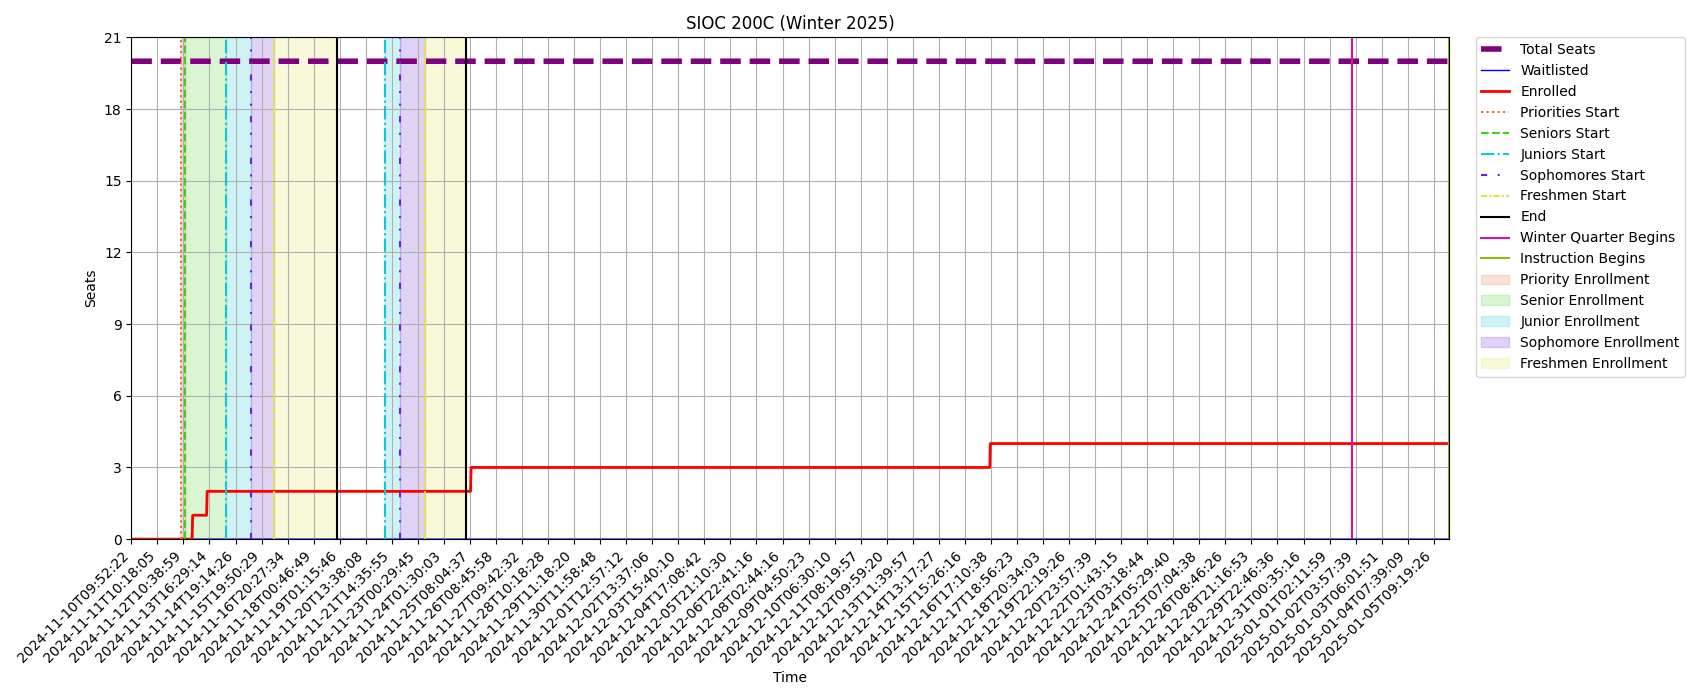 SIOC 200C (Winter 2025)
21
18
15
12
9
6
3
0
Seats
2024-11-10T09:52:22
2024-11-11T10:18:05
2024-11-12T10:38:59
2024-11-13T16:29:14
2024-11-14T19:14:26
2024-11-15T19:50:29
2024-11-16T20:27:34
2024-11-18T00:46:49
2024-11-19T01:15:46
2024-11-20T13:38:08
2024-11-21T14:35:55
2024-11-22T23:29:45
2024-11-24T01:30:03
2024-11-25T08:04:37
2024-11-26T08:45:58
2024-11-27T09:42:32
2024-11-28T10:18:28
2024-11-29T11:18:20
2024-11-30T11:58:48
2024-12-01T12:57:12
2024-12-02T13:37:06
2024-12-03T15:40:10
2024-12-04T17:08:42
2024-12-05T21:10:30
2024-12-06T22:41:16
2024-12-08T02:44:16
2024-12-09T04:50:23
2024-12-10T06:30:10
2024-12-11T08:19:57
2024-12-12T09:59:20
2024-12-13T11:39:57
2024-12-14T13:17:27
2024-12-15T15:26:16
2024-12-16T17:10:38
2024-12-17T18:56:23
2024-12-18T20:34:03
2024-12-19T22:19:26
2024-12-20T23:57:39
2024-12-22T01:43:15
2024-12-23T03:18:44
2024-12-24T05:29:40
2024-12-25T07:04:38
2024-12-26T08:46:26
2024-12-28T21:16:53
2024-12-29T22:46:36
2024-12-31T00:35:16
2025-01-01T02:11:59
2025-01-02T03:57:39
2025-01-03T06:01:51
2025-01-04T07:39:09
2025-01-05T09:19:26
Time
Total Seats
Waitlisted
Enrolled
Priorities Start
Seniors Start
Juniors Start
Sophomores Start
Freshmen Start
End
Winter Quarter Begins
Instruction Begins
Priority Enrollment
Senior Enrollment
Junior Enrollment
Sophomore Enrollment
Freshmen Enrollment